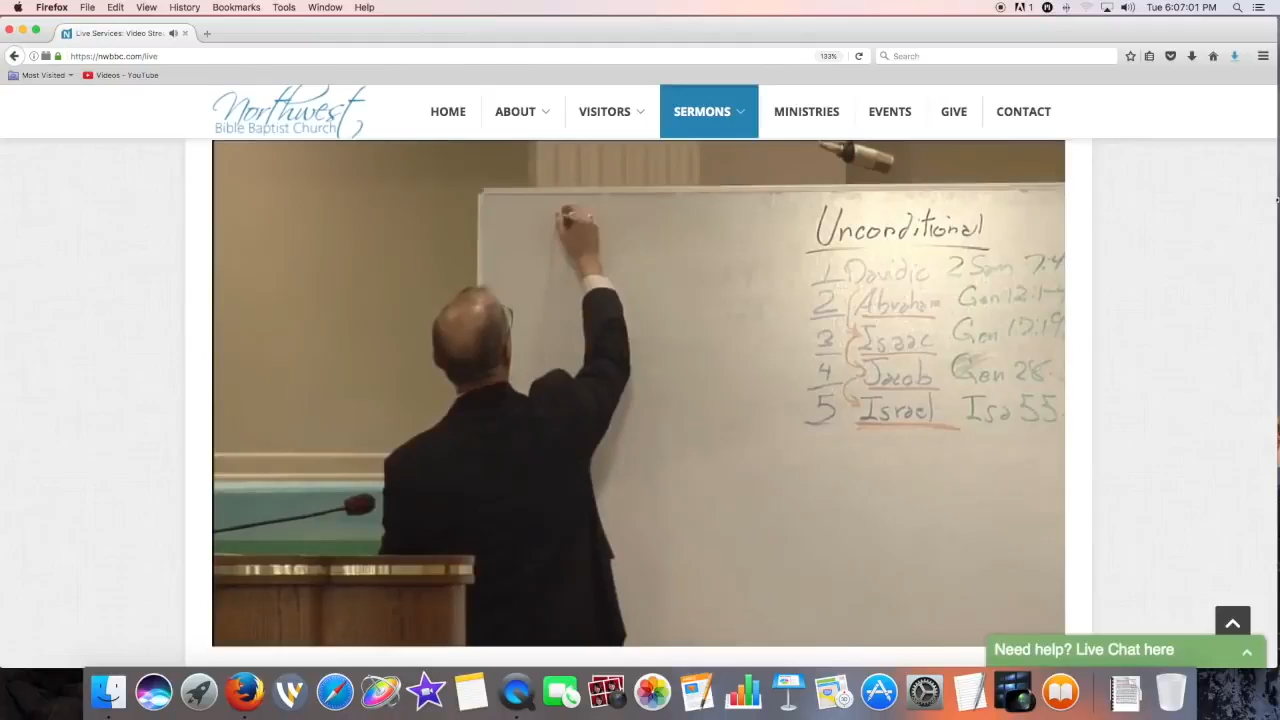 Firefox File Edit View History Bookmarks Tools Window Help 1 Tue 6:07:01 PM
Live Services: Video Stre
https://nwbbc.com/live 133% Search
Most Visited Videos - YouTube
Northwest
Bible Baptist Church
HOME ABOUT VISITORS SERMONS MINISTRIES EVENTS GIVE CONTACT
Unconditional
1 Davidic 2 Sam 7:4
2 Abraham Gen 12:1
3 Isaac Gen 17:19
4 Jacob Gen 28
5 Israel Isa 55
Need help? Live Chat here